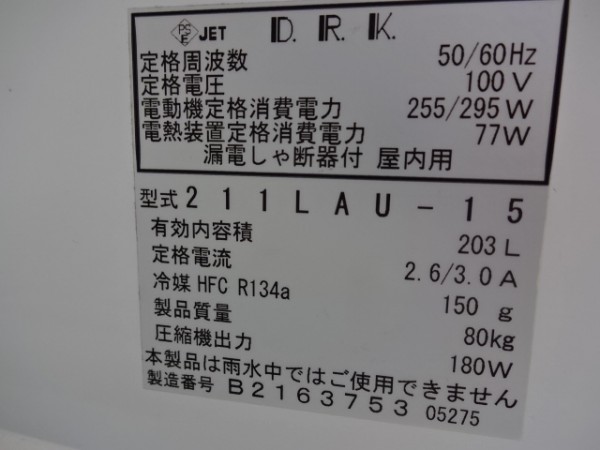 PS E JET D. R. K.
定格周波数 50/60Hz
定格電圧 100V
電動機定格消費電力 255/295W
電熱装置定格消費電力 77W
漏電しゃ断器付 屋内用
型式 211LAU-15
有効内容積 203L
定格電流 2.6/3.0A
冷媒 HFC R134a 150g
製品質量 80kg
圧縮機出力 180W
本製品は雨水中ではご使用できません
製造番号 B2163753 05275